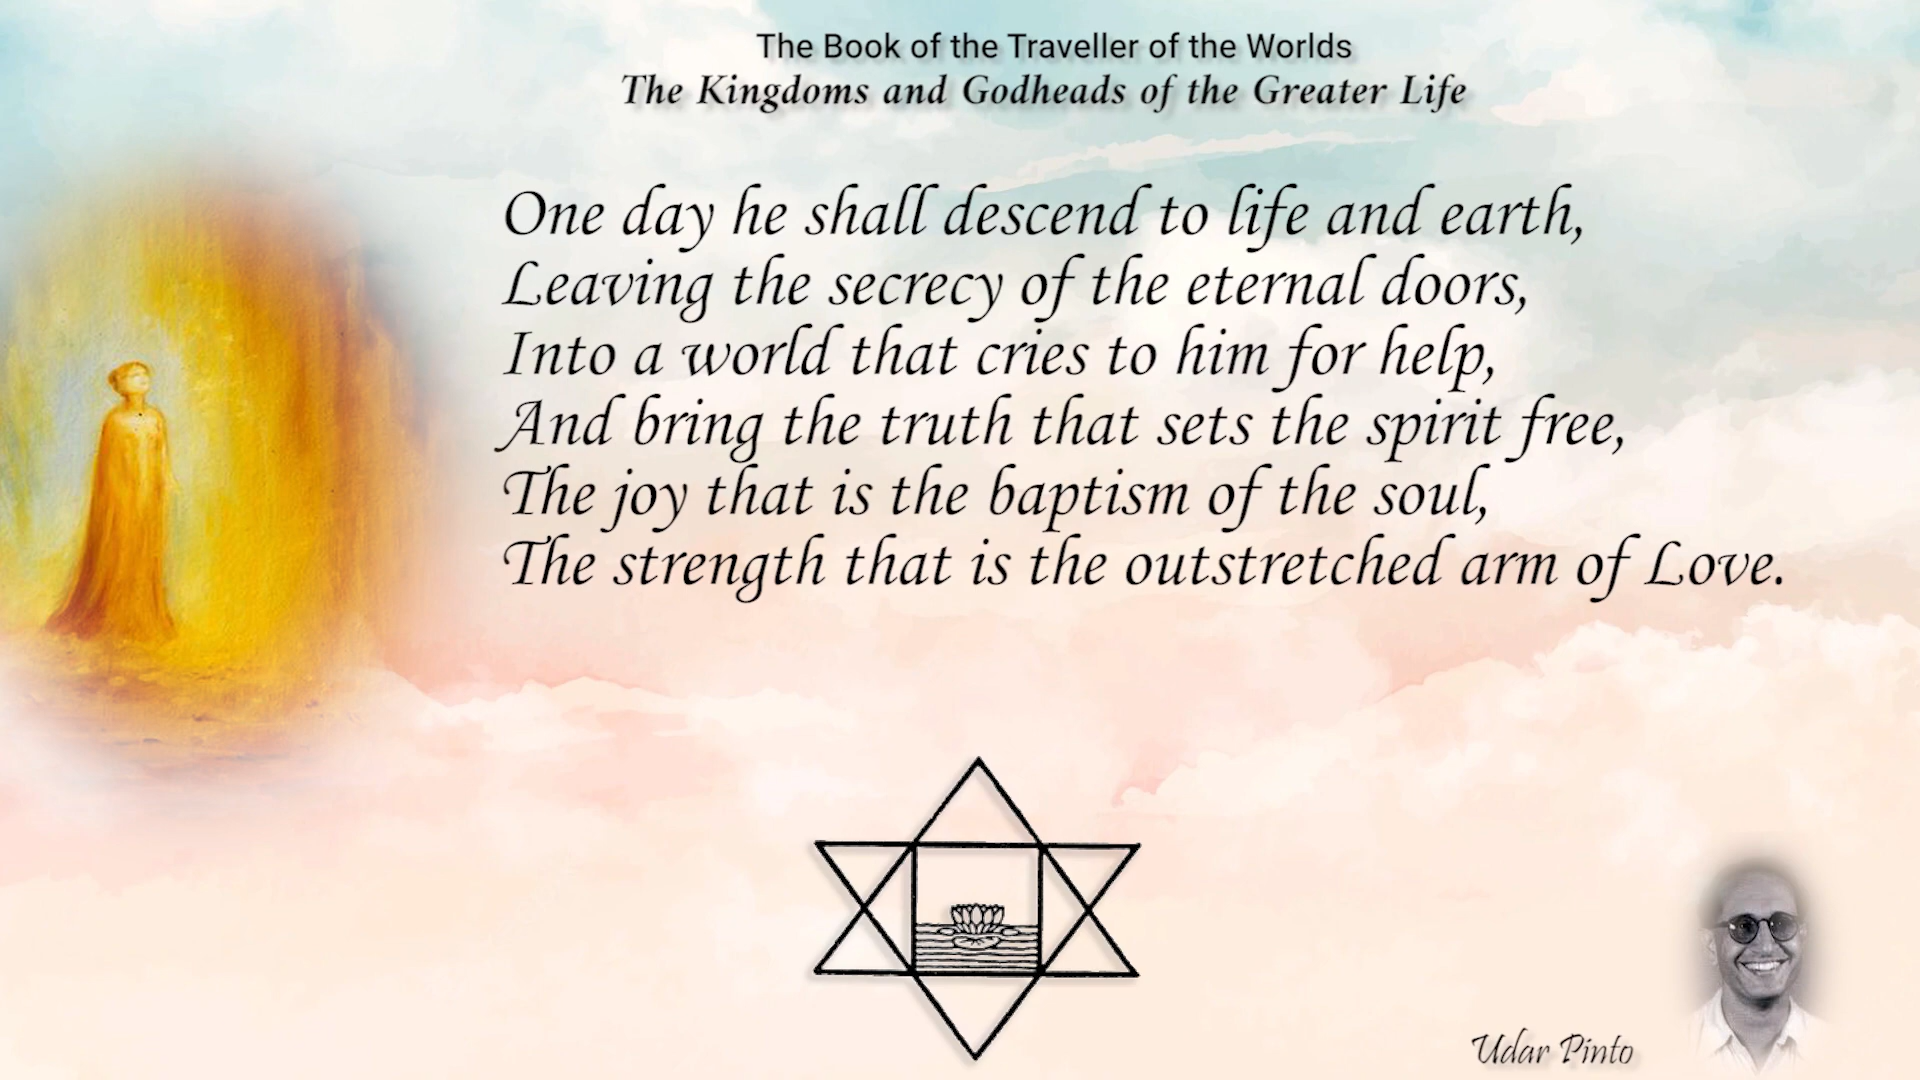 The Book of the Traveller of the Worlds
The Kingdoms and Godheads of the Greater Life
One day he shall descend to life and earth,
Leaving the secrecy of the eternal doors,
Into a world that cries to him for help,
And bring the truth that sets the spirit free,
The joy that is the baptism of the soul,
The strength that is the outstretched arm of Love.
Udar Pinto